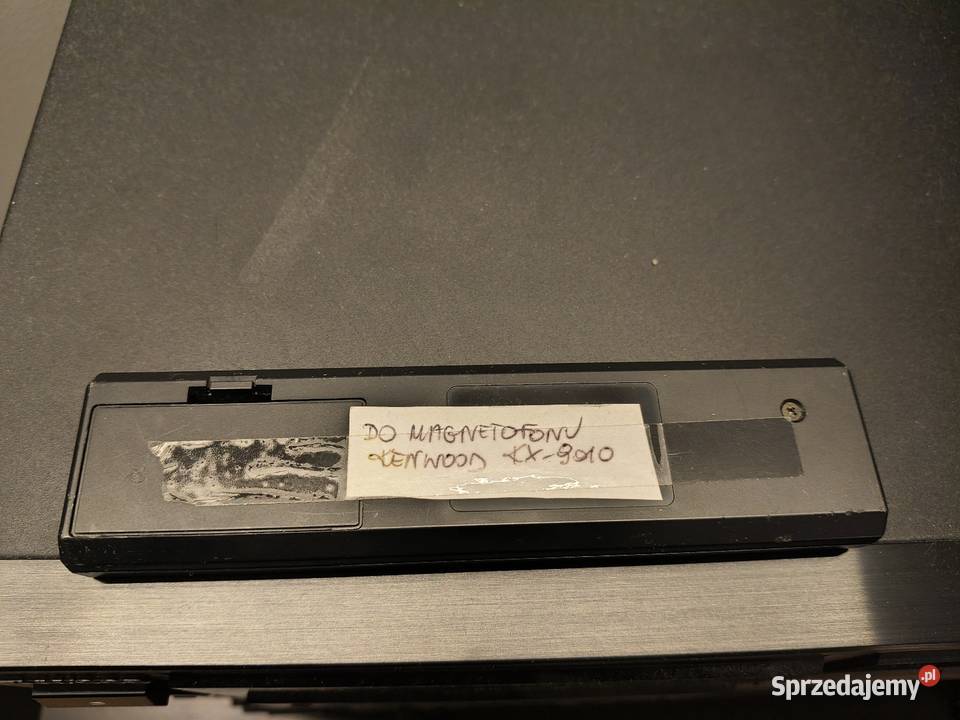 DO MAGNETOFONU
KENWOOD KX-9010
Sprzedajemy.pl